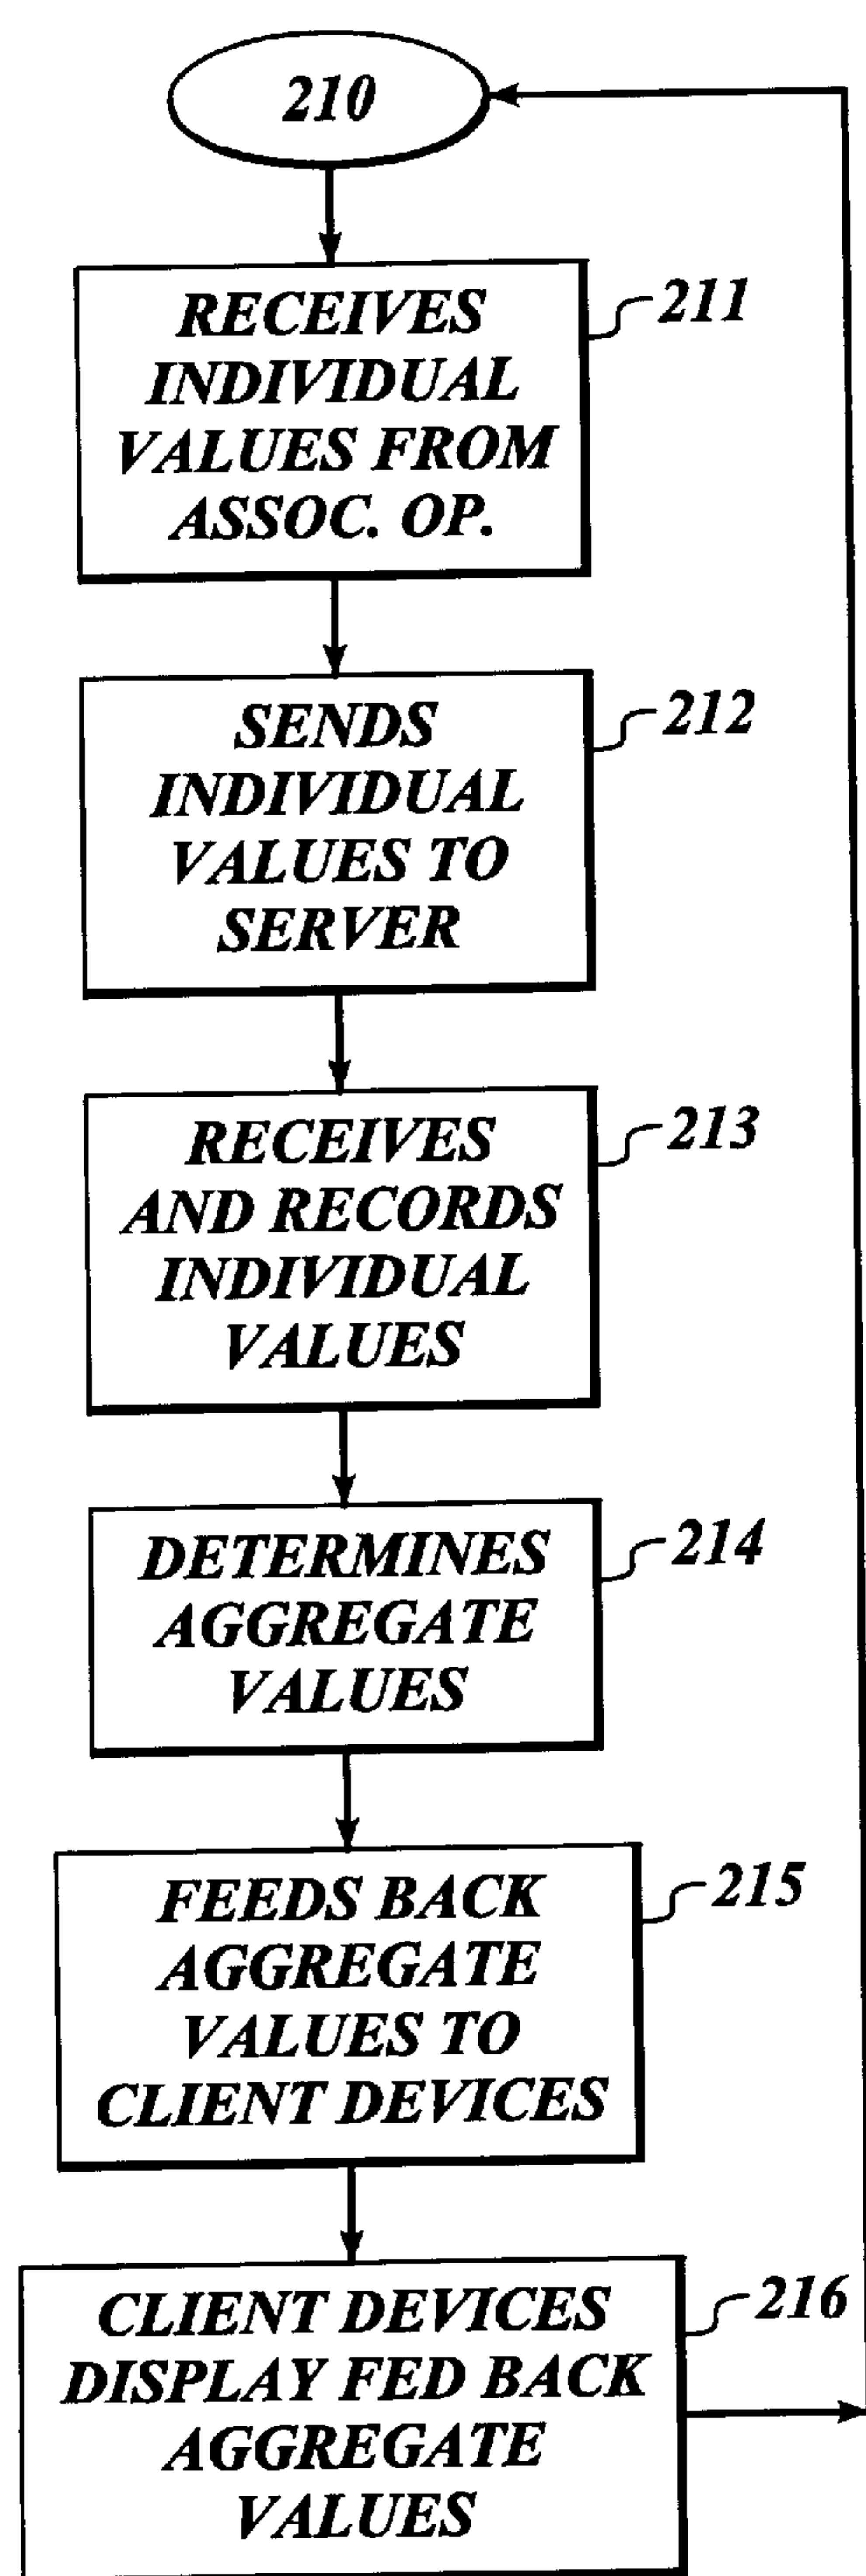 210
RECEIVES
INDIVIDUAL
VALUES FROM
ASSOC. OP.
211
SENDS
INDIVIDUAL
VALUES TO
SERVER
212
RECEIVES
AND RECORDS
INDIVIDUAL
VALUES
213
DETERMINES
AGGREGATE
VALUES
214
FEEDS BACK
AGGREGATE
VALUES TO
CLIENT DEVICES
215
CLIENT DEVICES
DISPLAY FED BACK
AGGREGATE
VALUES
216